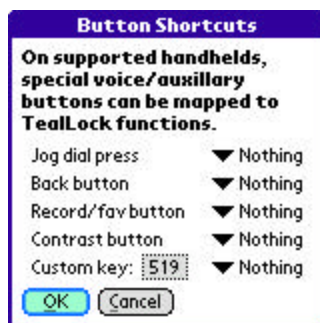 Button Shortcuts
On supported handhelds,
special voice/auxillary
buttons can be mapped to
TealLock functions.
Jog dial press Nothing
Back button Nothing
Record/fav button Nothing
Contrast button Nothing
Custom key: 519 Nothing
OK Cancel